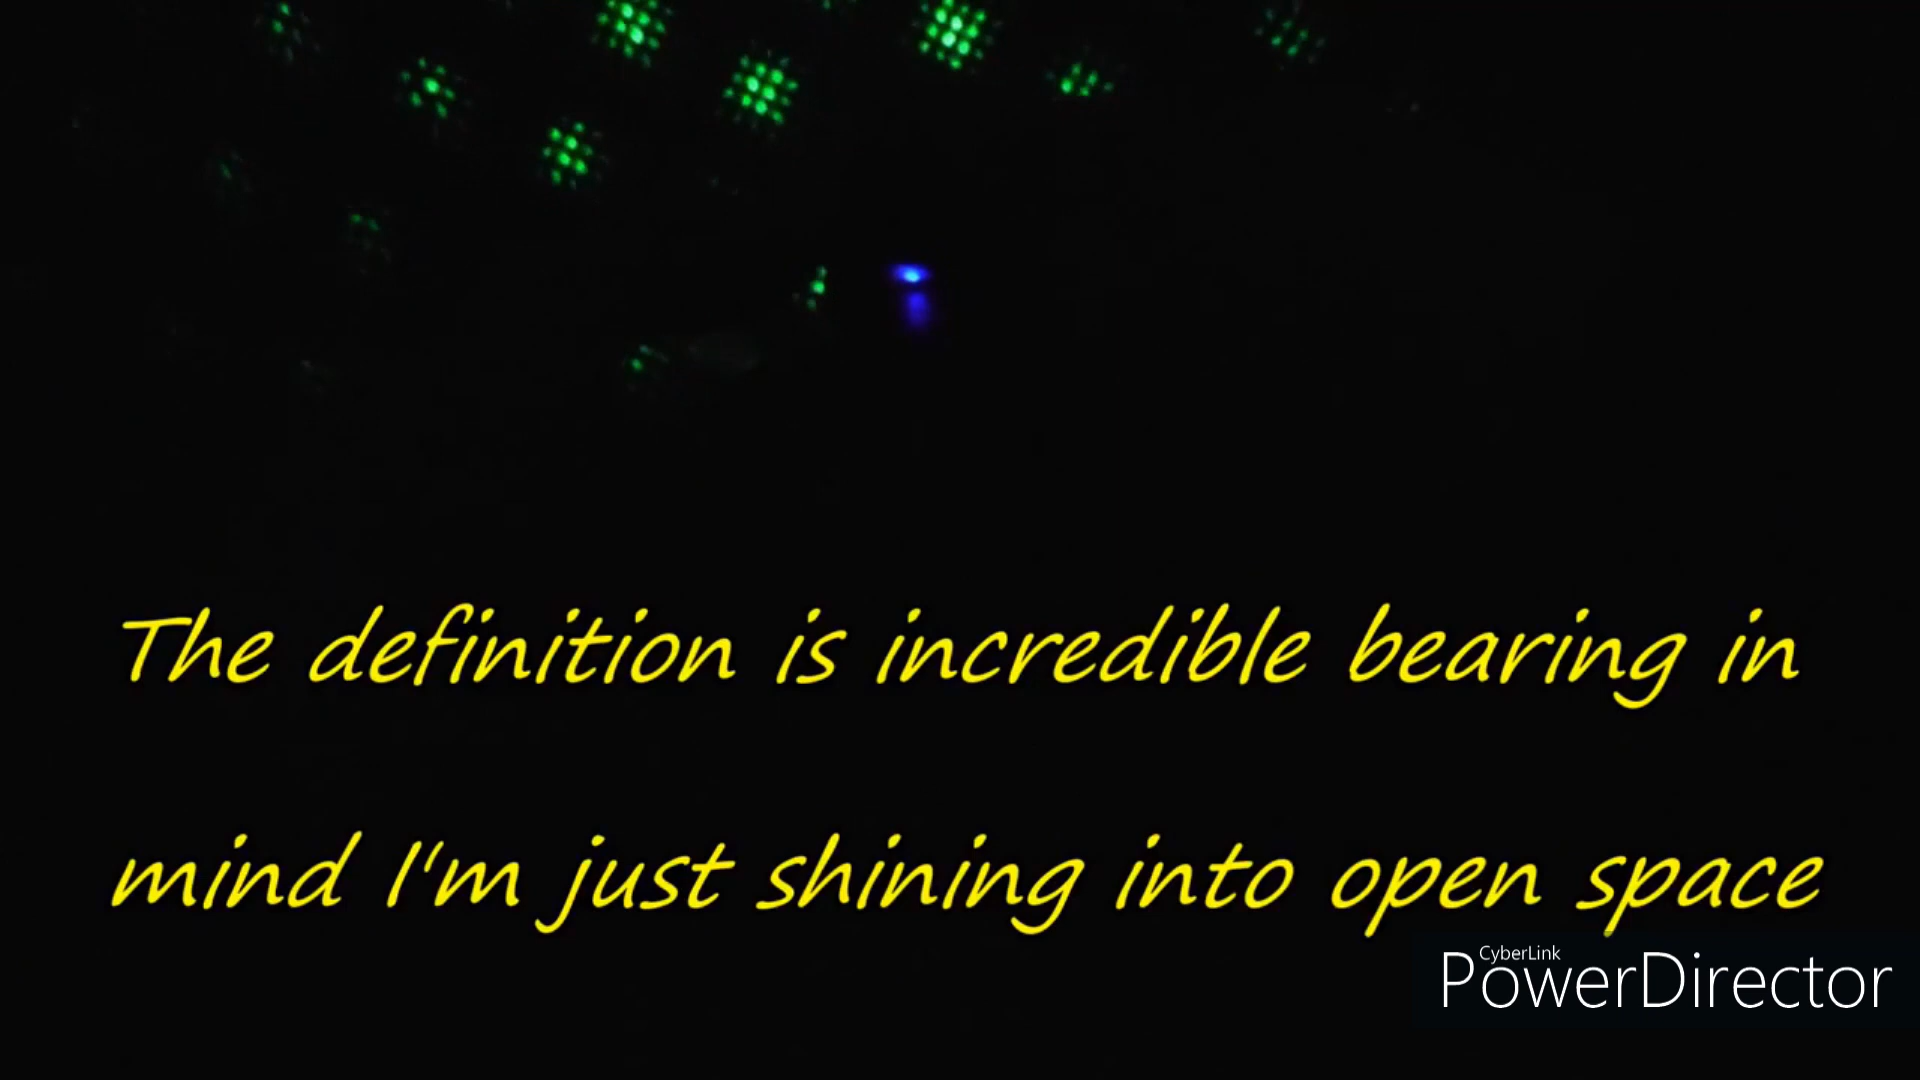 The definition is incredible bearing in
mind I'm just shining into open space
CyberLink
PowerDirector